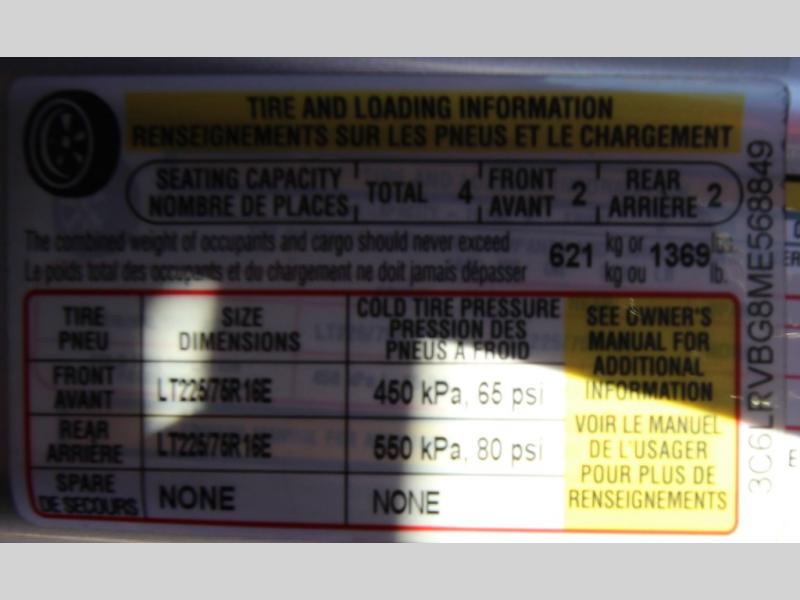 TIRE AND LOADING INFORMATION
RENSEIGNEMENTS SUR LES PNEUS ET LE CHARGEMENT
SEATING CAPACITY TOTAL 4 FRONT 2 REAR 2
NOMBRE DE PLACES AVANT ARRIÈRE
The combined weight of occupants and cargo should never exceed 621 kg or 1369 lbs.
Le poids total des occupants et du chargement ne doit jamais dépasser kg ou lb.
TIRE SIZE COLD TIRE PRESSURE
PNEU DIMENSIONS PRESSION DES
PNEUS A FROID
FRONT
AVANT LT225/75R16E 450 kPa, 65 psi
REAR
ARRIÈRE LT225/75R16E 550 kPa, 80 psi
SPARE
DE SECOURS NONE NONE
SEE OWNER'S
MANUAL FOR
ADDITIONAL
INFORMATION
VOIR LE MANUEL
DE L'USAGER
POUR PLUS DE
RENSEIGNEMENTS
3C6LRVBG8ME568849